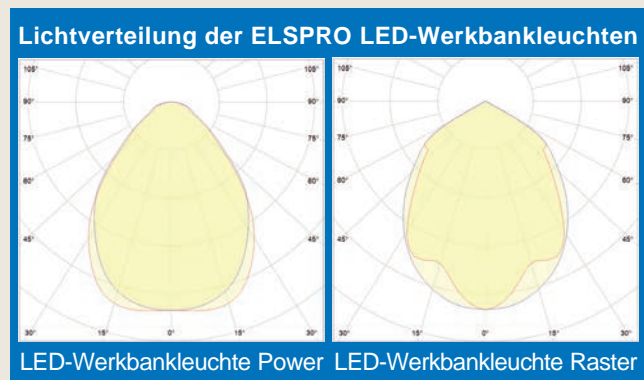 Lichtverteilung der ELSPRO LED-Werkbankleuchten
105° 105° 105° 105°
90° 90° 90° 90°
75° 75° 75° 75°
60° 60° 60° 60°
45° 45° 45° 45°
30° 15° 0° 15° 30° 30° 15° 0° 15° 30°
LED-Werkbankleuchte Power LED-Werkbankleuchte Raster